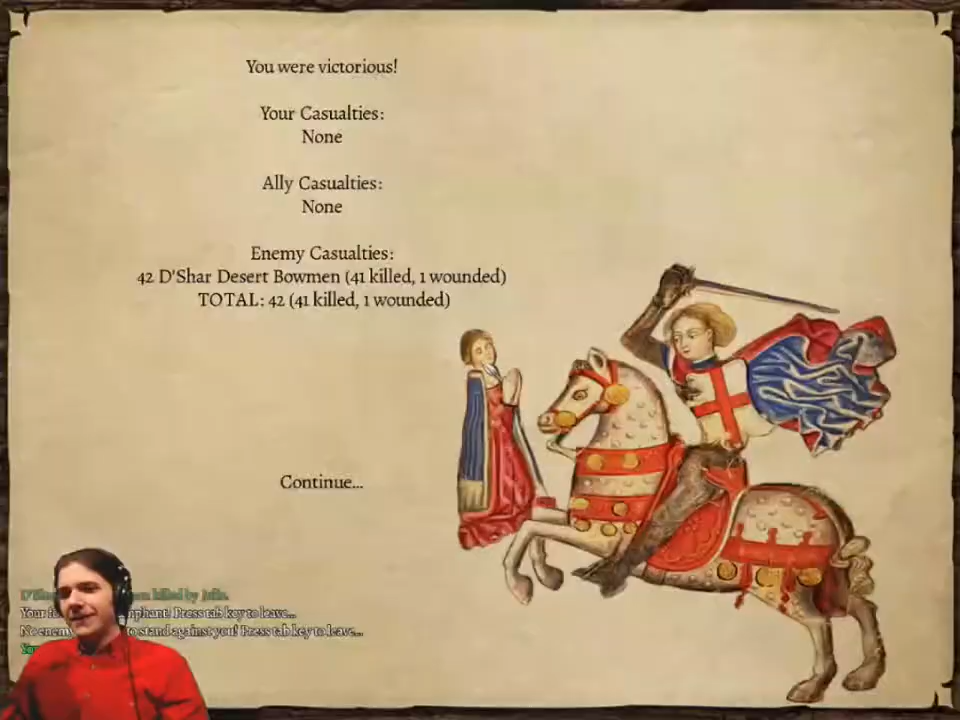 You were victorious!
Your Casualties:
None
Ally Casualties:
None
Enemy Casualties:
42 D'Shar Desert Bowmen (41 killed, 1 wounded)
TOTAL: 42 (41 killed, 1 wounded)
Continue...
killed by Julia.
Press tab key to leave...
No enemy to stand against you! Press tab key to leave...